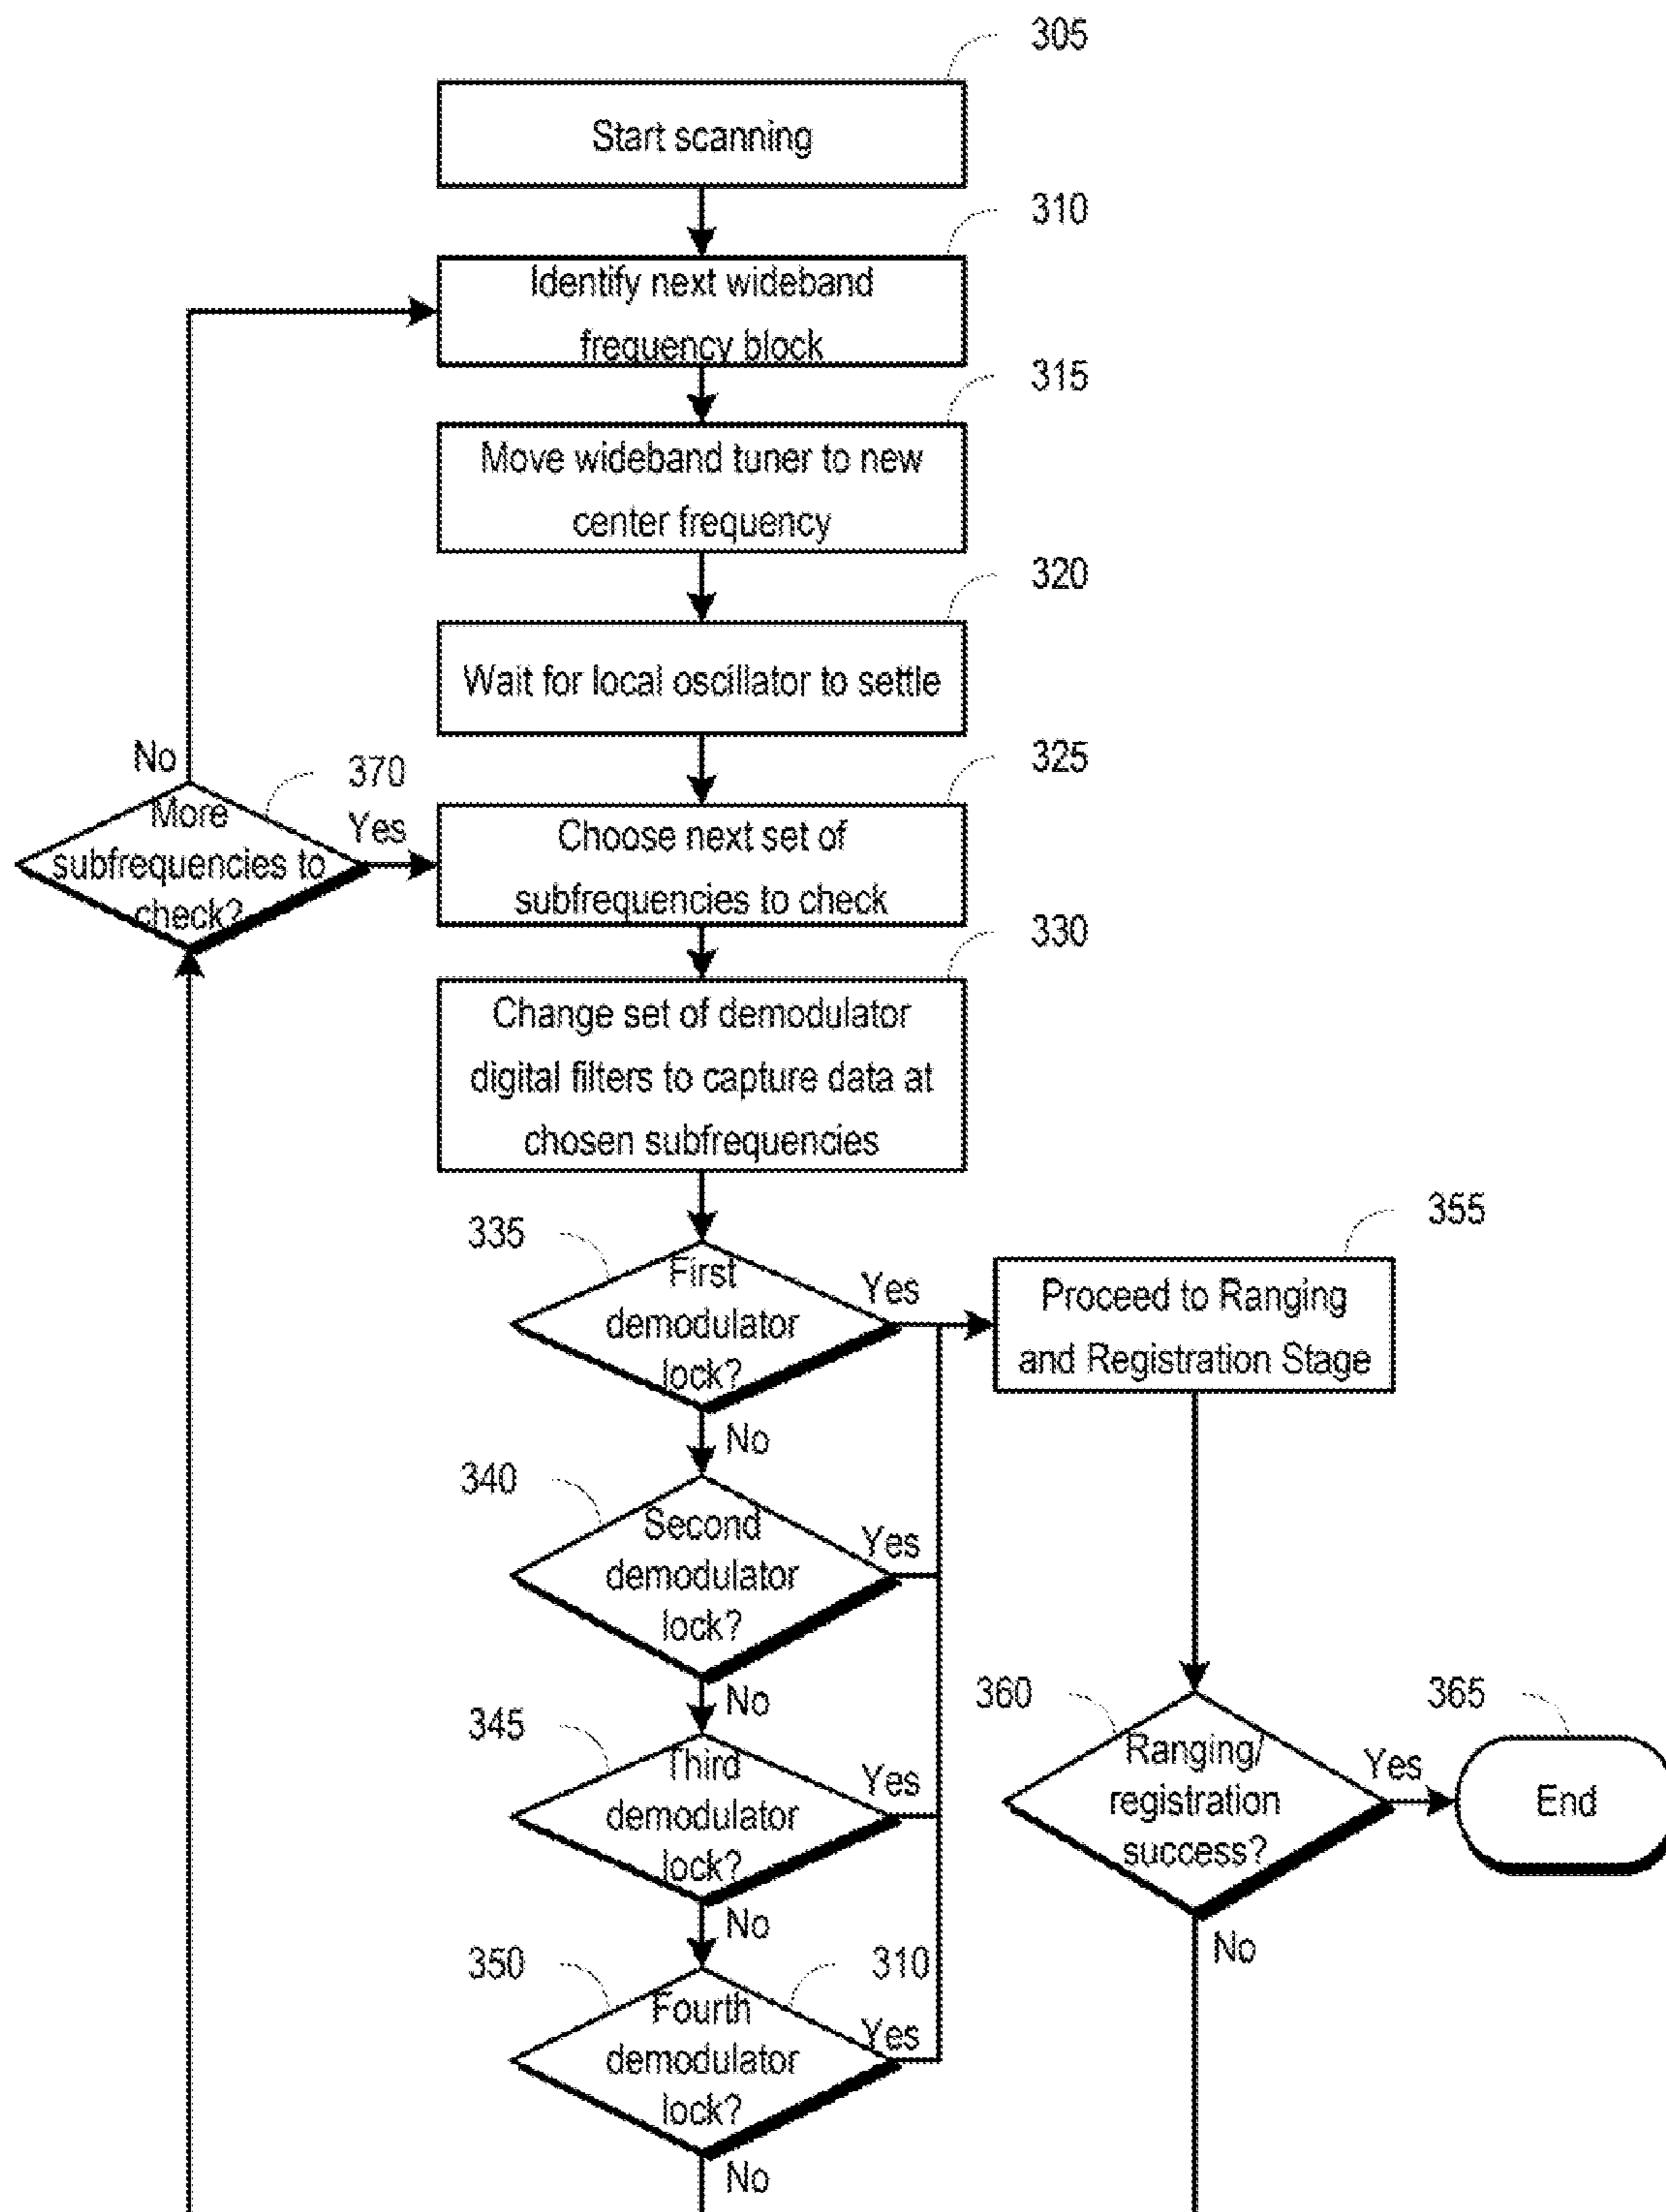 305
Start scanning
310
Identify next wideband
frequency block
315
Move wideband tuner to new
center frequency
320
Wait for local oscillator to settle
No
370
More
subfrequencies to
check?
Yes
325
Choose next set of
subfrequencies to check
330
Change set of demodulator
digital filters to capture data at
chosen subfrequencies
335
First
demodulator
lock?
Yes
355
Proceed to Ranging
and Registration Stage
No
340
Second
demodulator
lock?
Yes
No
345
Third
demodulator
lock?
Yes
360
Ranging/
registration
success?
Yes
365
End
No
No
350
310
Fourth
demodulator
lock?
Yes
No